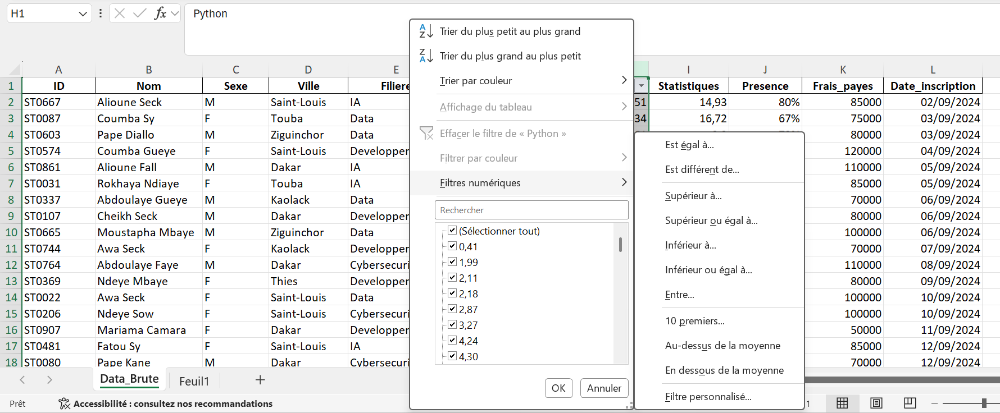 H1 fx Python
A B C D E I J K L
1 ID Nom Sexe Ville Filiere Statistiques Presence Frais_payes Date_inscription
2 ST0667 Alioune Seck M Saint-Louis IA 51 14,93 80% 85000 02/09/2024
3 ST0087 Coumba Sy F Touba Data 34 16,72 67% 75000 03/09/2024
4 ST0603 Pape Diallo M Ziguinchor Data 80000 03/09/2024
5 ST0574 Coumba Gueye F Saint-Louis Developper 120000 04/09/2024
6 ST0861 Alioune Fall M Dakar IA 110000 05/09/2024
7 ST0031 Rokhaya Ndiaye F Touba IA 85000 05/09/2024
8 ST0337 Abdoulaye Gueye M Kaolack Data 70000 06/09/2024
9 ST0107 Cheikh Seck M Dakar Developper 80000 06/09/2024
10 ST0665 Moustapha Mbaye M Ziguinchor Data 100000 06/09/2024
11 ST0744 Awa Seck F Kaolack Developper 70000 07/09/2024
12 ST0764 Abdoulaye Faye M Dakar Cybersecuri 110000 08/09/2024
13 ST0369 Ndeye Mbaye F Thies Developper 80000 09/09/2024
14 ST0022 Awa Seck F Saint-Louis Data 100000 10/09/2024
15 ST0206 Ndeye Sow F Saint-Louis Cybersecuri 100000 10/09/2024
16 ST0907 Mariama Camara F Dakar Developper 50000 11/09/2024
17 ST0481 Fatou Sy F Saint-Louis IA 85000 12/09/2024
18 ST0080 Pape Kane M Dakar Cybersecuri 70000 12/09/2024
Trier du plus petit au plus grand
Trier du plus grand au plus petit
Trier par couleur
Affichage du tableau
Effacer le filtre de « Python »
Filtrer par couleur
Filtres numériques
Rechercher
(Sélectionner tout)
0,41
1,99
2,11
2,18
2,87
3,27
4,24
4,30
OK Annuler
Est égal à...
Est différent de...
Supérieur à...
Supérieur ou égal à...
Inférieur à...
Inférieur ou égal à...
Entre...
10 premiers...
Au-dessus de la moyenne
En dessous de la moyenne
Filtre personnalisé...
Data_Brute Feuil1
Prêt Accessibilité : consultez nos recommandations 1